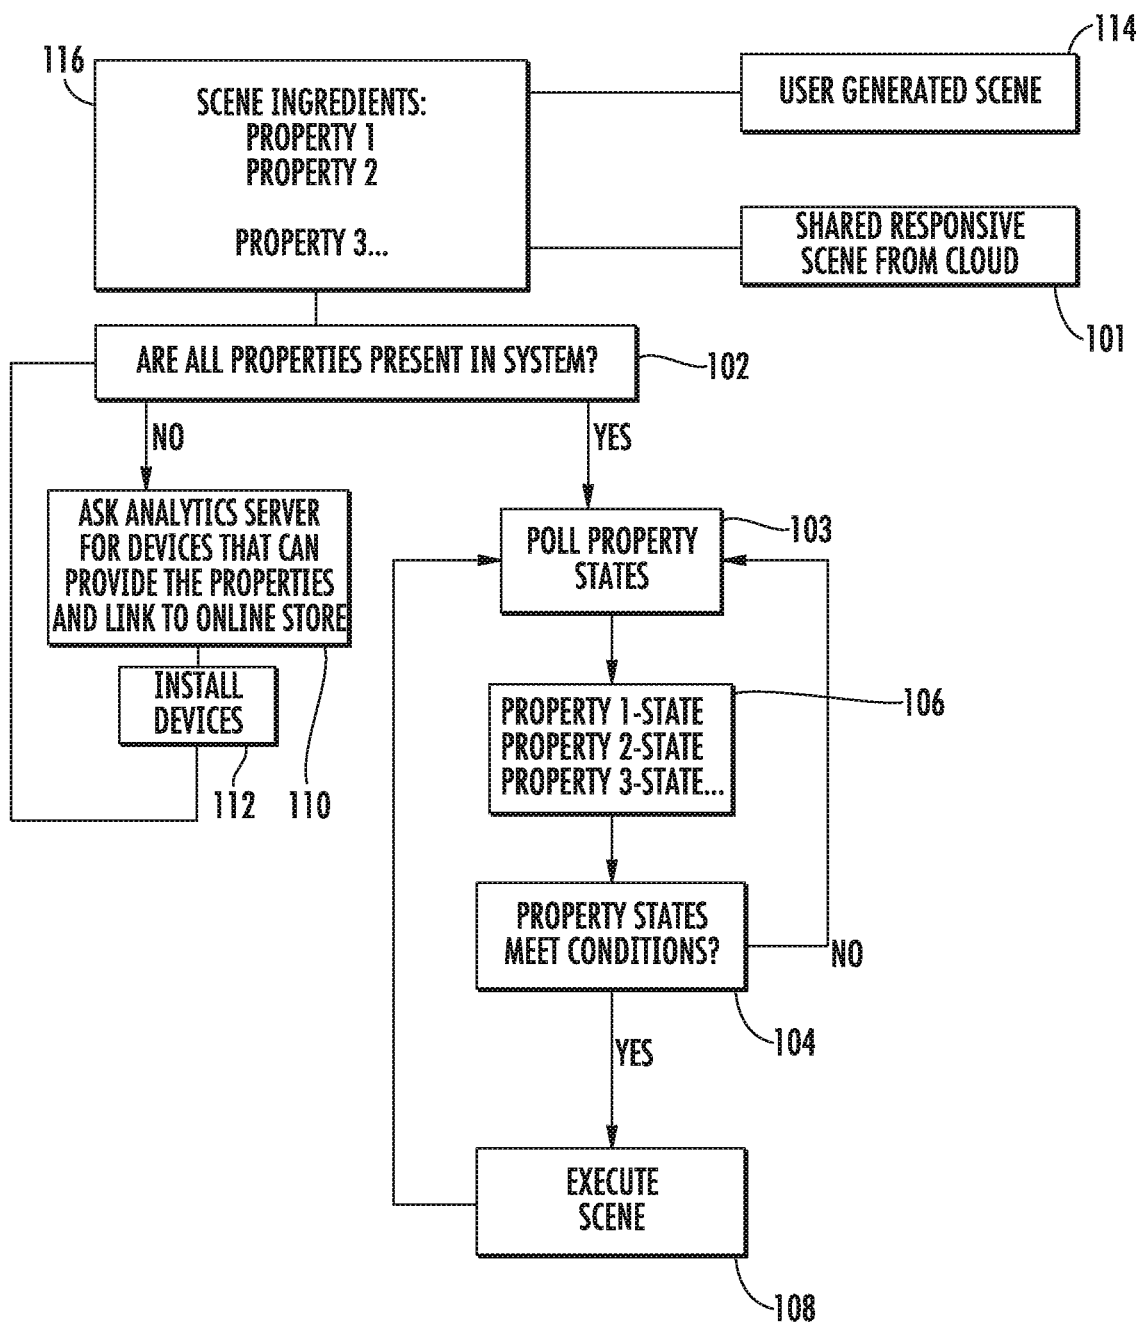 114
116
SCENE INGREDIENTS:
PROPERTY 1
PROPERTY 2
PROPERTY 3...
USER GENERATED SCENE
SHARED RESPONSIVE
SCENE FROM CLOUD
101
ARE ALL PROPERTIES PRESENT IN SYSTEM?
102
NO
YES
ASK ANALYTICS SERVER
FOR DEVICES THAT CAN
PROVIDE THE PROPERTIES
AND LINK TO ONLINE STORE
INSTALL
DEVICES
112
110
POLL PROPERTY
STATES
103
PROPERTY 1-STATE
PROPERTY 2-STATE
PROPERTY 3-STATE...
106
PROPERTY STATES
MEET CONDITIONS?
NO
104
YES
EXECUTE
SCENE
108